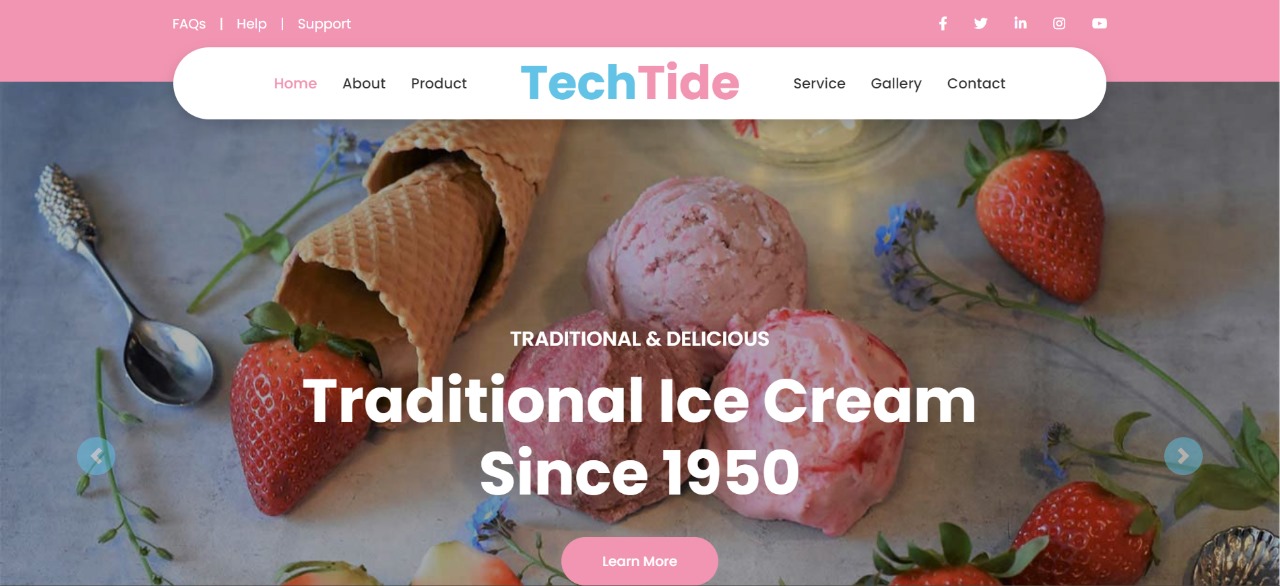 FAQs | Help | Support
Home About Product TechTide Service Gallery Contact
TRADITIONAL & DELICIOUS
Traditional Ice Cream
Since 1950
Learn More